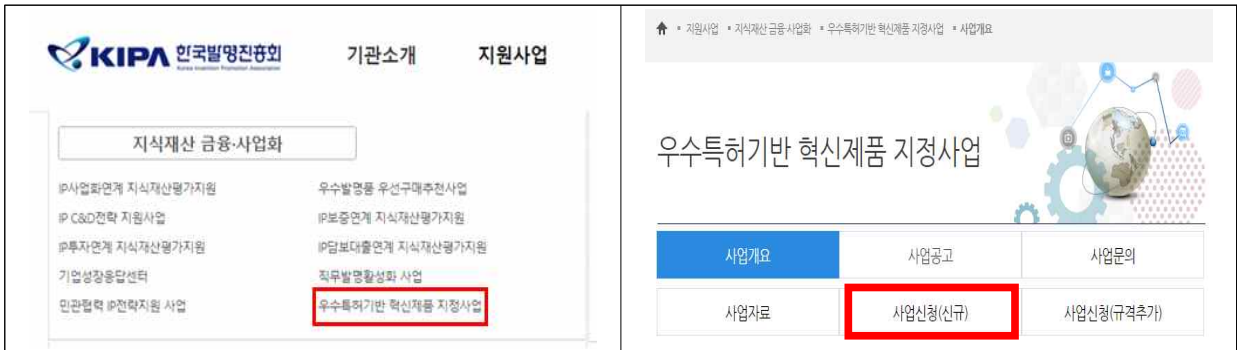 KIPA 한국발명진흥회
Korea Invention Promotion Association
기관소개
지원사업
지식재산 금융·사업화
IP사업화연계 지식재산평가지원
우수발명품 우선구매추천사업
IP C&D전략 지원사업
IP보증연계 지식재산평가지원
IP투자연계 지식재산평가지원
IP담보대출연계 지식재산평가지원
기업성장응답센터
직무발명활성화 사업
민관협력 IP전략지원 사업
우수특허기반 혁신제품 지정사업
지원사업 지식재산 금융·사업화 우수특허기반 혁신제품 지정사업 사업개요
우수특허기반 혁신제품 지정사업
사업개요
사업공고
사업문의
사업자료
사업신청(신규)
사업신청(규격추가)